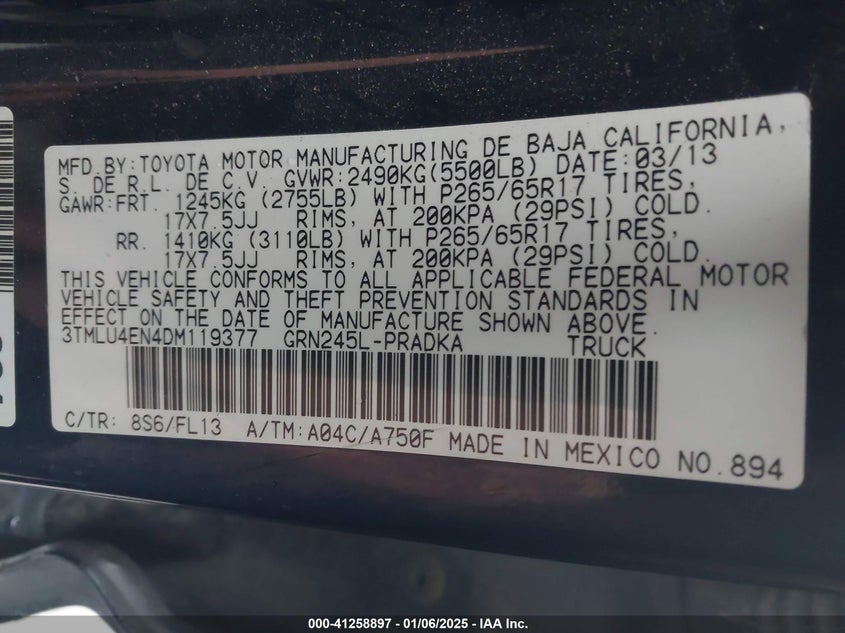 MFD.BY:TOYOTA MOTOR MANUFACTURING DE BAJA CALIFORNIA,
S. DE R.L. DE C.V. GVWR:2490KG(5500LB) DATE:03/13
GAWR:FRT. 1245KG (2755LB) WITH P265/65R17 TIRES,
17X7.5JJ RIMS, AT 200KPA (29PSI) COLD.
RR. 1410KG (3110LB) WITH P265/65R17 TIRES,
17X7.5JJ RIMS, AT 200KPA (29PSI) COLD.
THIS VEHICLE CONFORMS TO ALL APPLICABLE FEDERAL MOTOR
VEHICLE SAFETY AND THEFT PREVENTION STANDARDS IN
EFFECT ON THE DATE OF MANUFACTURE SHOWN ABOVE.
3TMLU4EN4DM119377 GRN245L-PRADKA TRUCK
C/TR: 8S6/FL13 A/TM:A04C/A750F MADE IN MEXICO NO.894
000-41258897 - 01/06/2025 - IAA Inc.